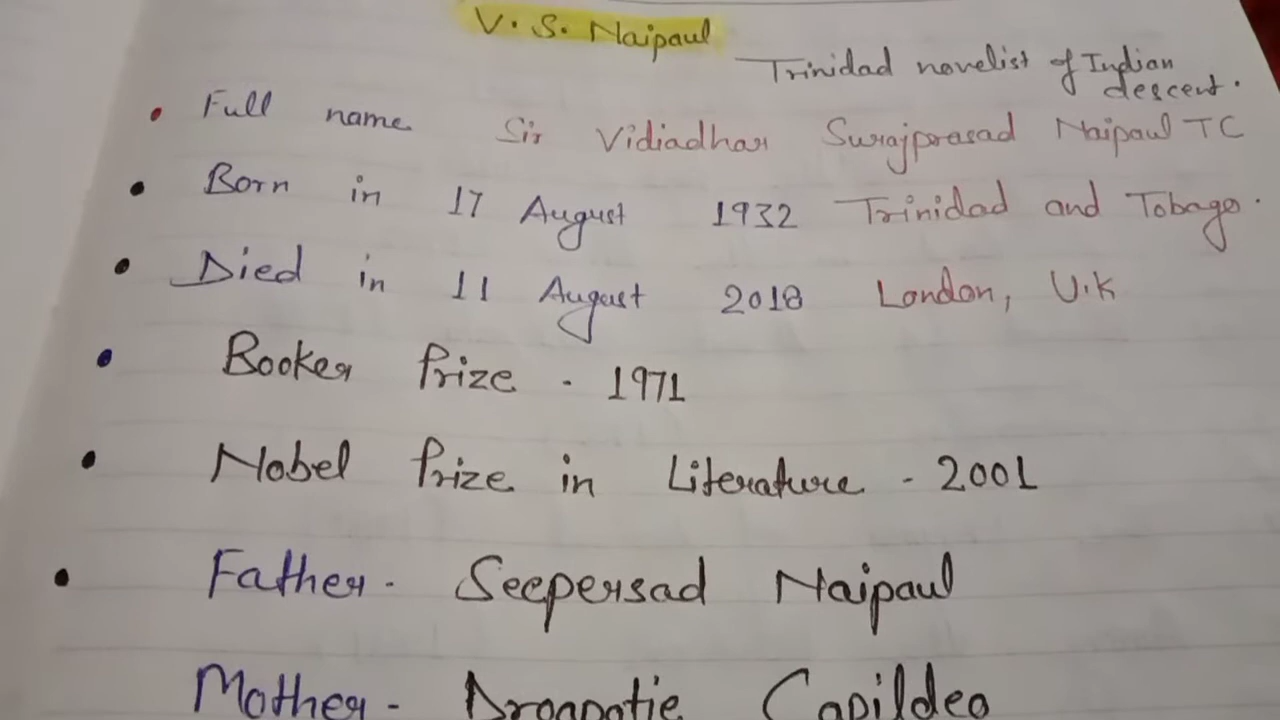 V. S. Naipaul
Trinidad novelist of Indian
descent.
Full name Sir Vidiadhar Surajprasad Naipaul TC
Born in 17 August 1932 Trinidad and Tobago.
Died in 11 August 2018 London, U.K
Booker Prize - 1971
Nobel Prize in Literature - 2001
Father - Seepersad Naipaul
Mother - Droapatie Capildeo